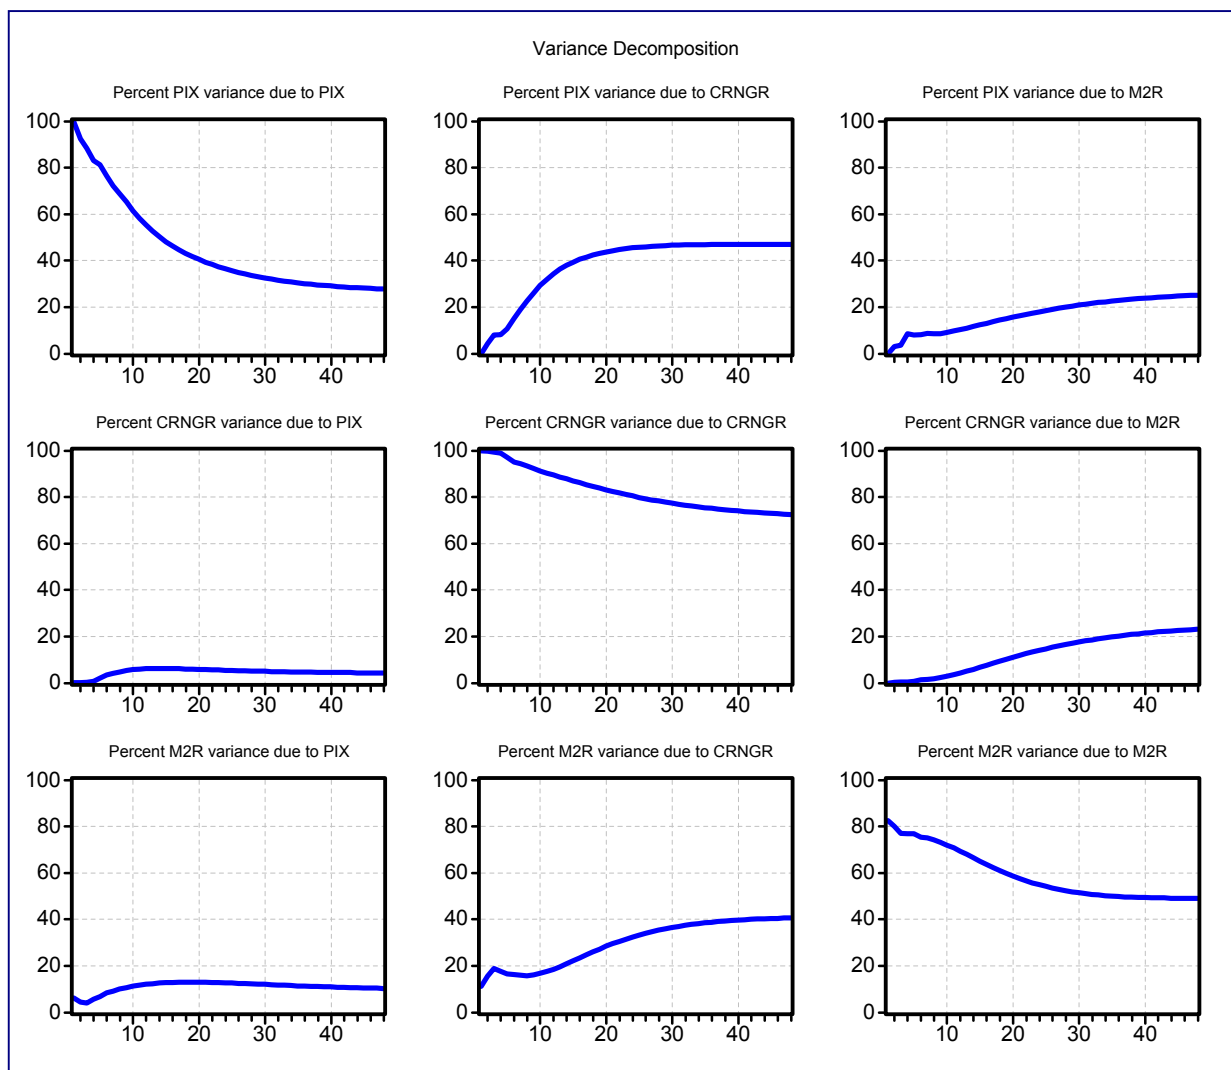 Variance Decomposition
Percent PIX variance due to PIX
Percent PIX variance due to CRNGR
Percent PIX variance due to M2R
100
80
60
40
20
0
10 20 30 40
100
80
60
40
20
0
10 20 30 40
100
80
60
40
20
0
10 20 30 40
Percent CRNGR variance due to PIX
Percent CRNGR variance due to CRNGR
Percent CRNGR variance due to M2R
100
80
60
40
20
0
10 20 30 40
100
80
60
40
20
0
10 20 30 40
100
80
60
40
20
0
10 20 30 40
Percent M2R variance due to PIX
Percent M2R variance due to CRNGR
Percent M2R variance due to M2R
100
80
60
40
20
0
10 20 30 40
100
80
60
40
20
0
10 20 30 40
100
80
60
40
20
0
10 20 30 40